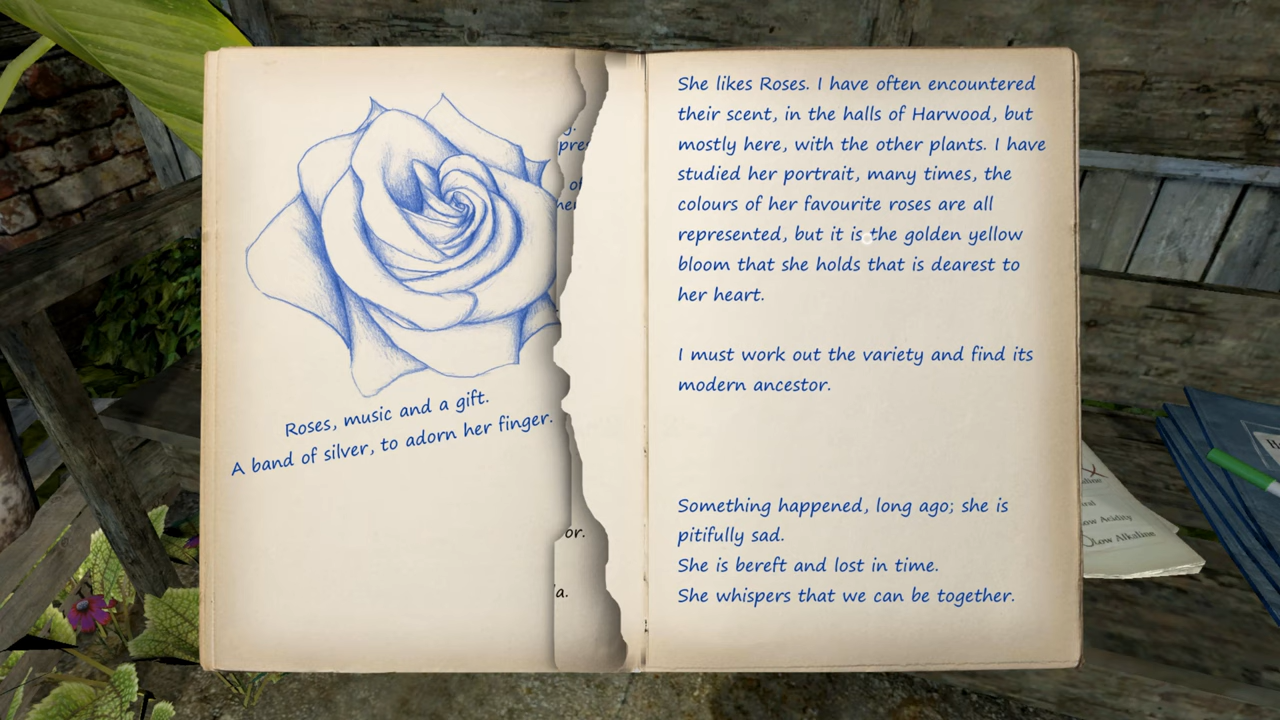 Roses, music and a gift.
A band of silver, to adorn her finger.
or.
a.
She likes Roses. I have often encountered
their scent, in the halls of Harwood, but
mostly here, with the other plants. I have
studied her portrait, many times, the
colours of her favourite roses are all
represented, but it is the golden yellow
bloom that she holds that is dearest to
her heart.
I must work out the variety and find its
modern ancestor.
Something happened, long ago; she is
pitifully sad.
She is bereft and lost in time.
She whispers that we can be together.
Low Alkaline